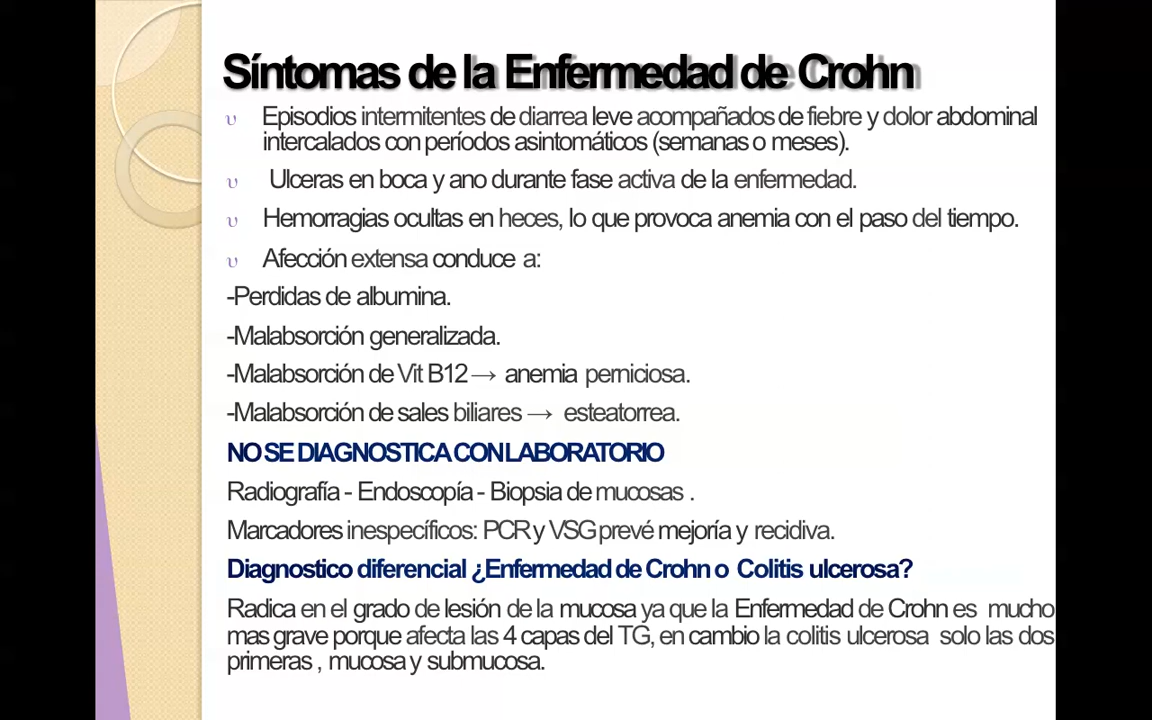 Síntomas de la Enfermedad de Crohn
υ Episodios intermitentes de diarrea leve acompañados de fiebre y dolor abdominal
intercalados con períodos asintomáticos (semanas o meses).
υ Ulceras en boca y ano durante fase activa de la enfermedad.
υ Hemorragias ocultas en heces, lo que provoca anemia con el paso del tiempo.
υ Afección extensa conduce a:
-Perdidas de albumina.
-Malabsorción generalizada.
-Malabsorción de Vit B12 → anemia perniciosa.
-Malabsorción de sales biliares → esteatorrea.
NO SE DIAGNOSTICA CON LABORATORIO
Radiografía - Endoscopía - Biopsia de mucosas .
Marcadores inespecíficos: PCR y VSG prevé mejoría y recidiva.
Diagnostico diferencial ¿Enfermedad de Crohn o Colitis ulcerosa?
Radica en el grado de lesión de la mucosa ya que la Enfermedad de Crohn es mucho
mas grave porque afecta las 4 capas del TG, en cambio la colitis ulcerosa solo las dos
primeras , mucosa y submucosa.